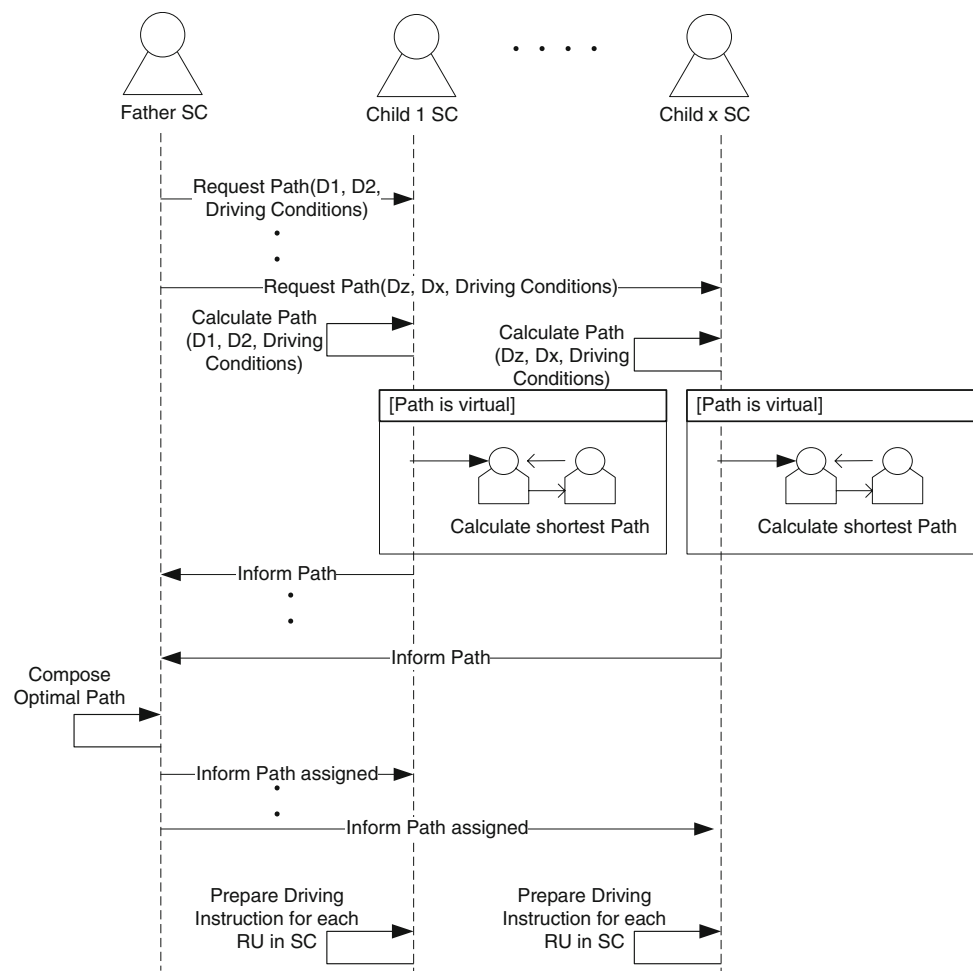 Father SC
Child 1 SC
Child x SC
Request Path(D1, D2,
Driving Conditions)
Request Path(Dz, Dx, Driving Conditions)
Calculate Path
(D1, D2, Driving
Conditions)
Calculate Path
(Dz, Dx, Driving
Conditions)
[Path is virtual]
[Path is virtual]
Calculate shortest Path
Calculate shortest Path
Inform Path
Inform Path
Compose
Optimal Path
Inform Path assigned
Inform Path assigned
Prepare Driving
Instruction for each
RU in SC
Prepare Driving
Instruction for each
RU in SC